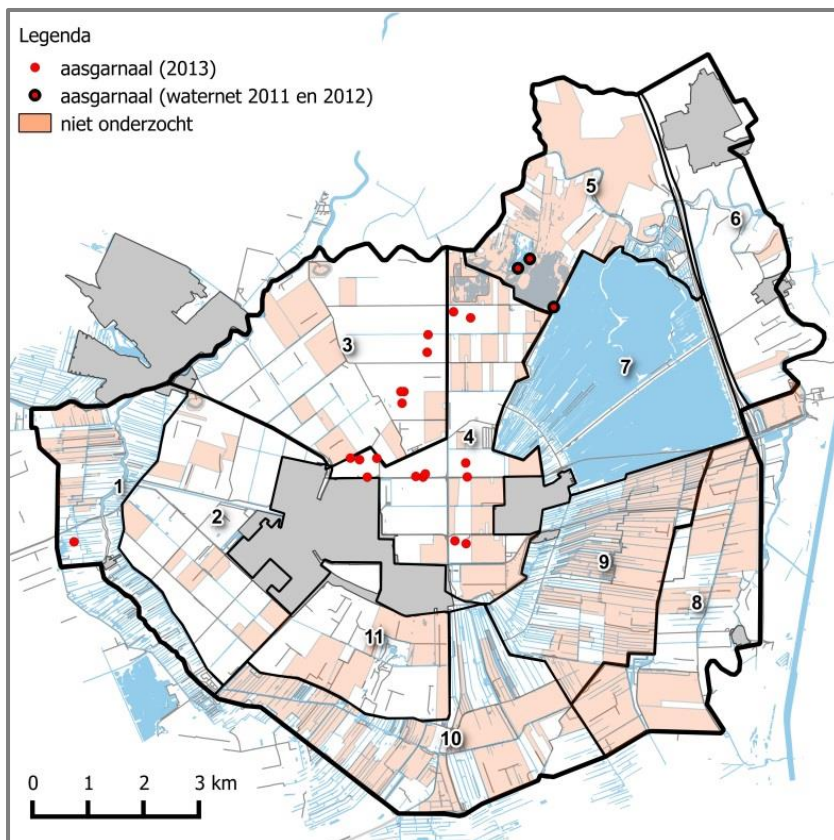 Legenda
aasgarnaal (2013)
aasgarnaal (waternet 2011 en 2012)
niet onderzocht
5
6
3
7
4
1
2
9
8
11
10
0 1 2 3 km